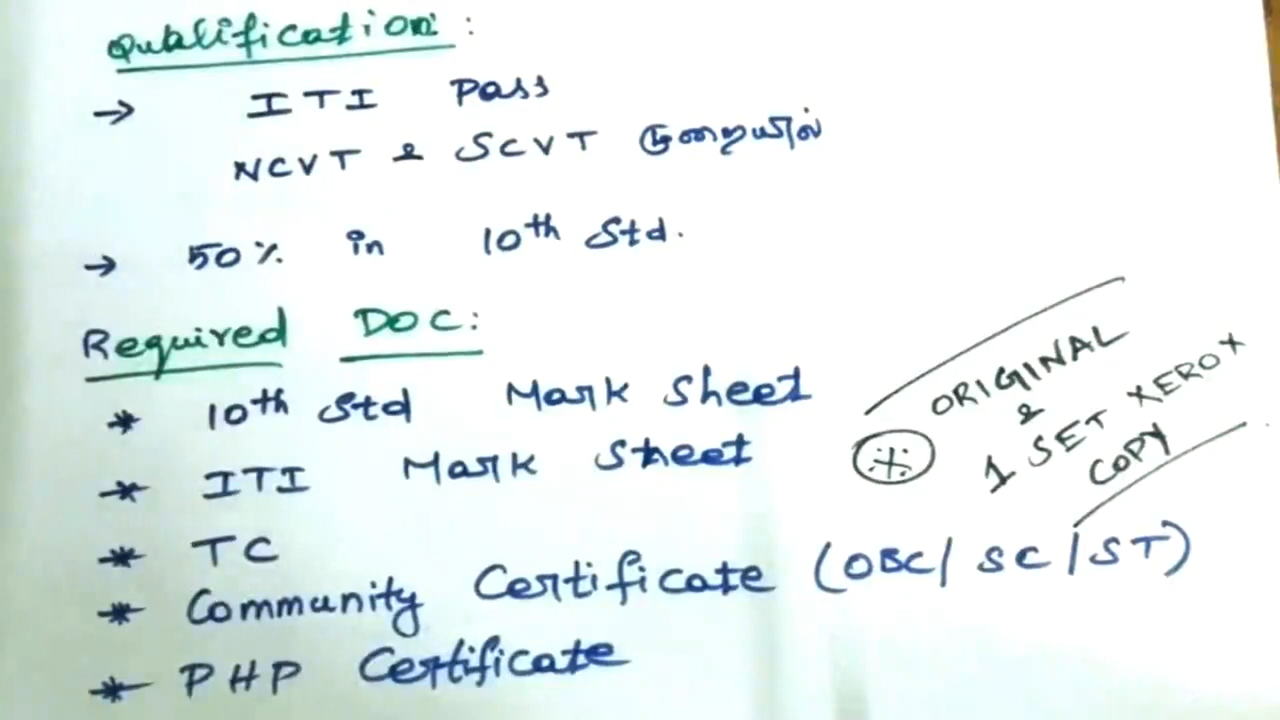 Qualification:
→ ITI Pass
NCVT & SCVT முறையில்
→ 50% in 10th Std.
Required DOC:
* 10th Std Mark Sheet
* ITI Mark Sheet
* TC
* Community Certificate (OBC/SC/ST)
* PHP Certificate
* ORIGINAL
&
1 SET XEROX
COPY